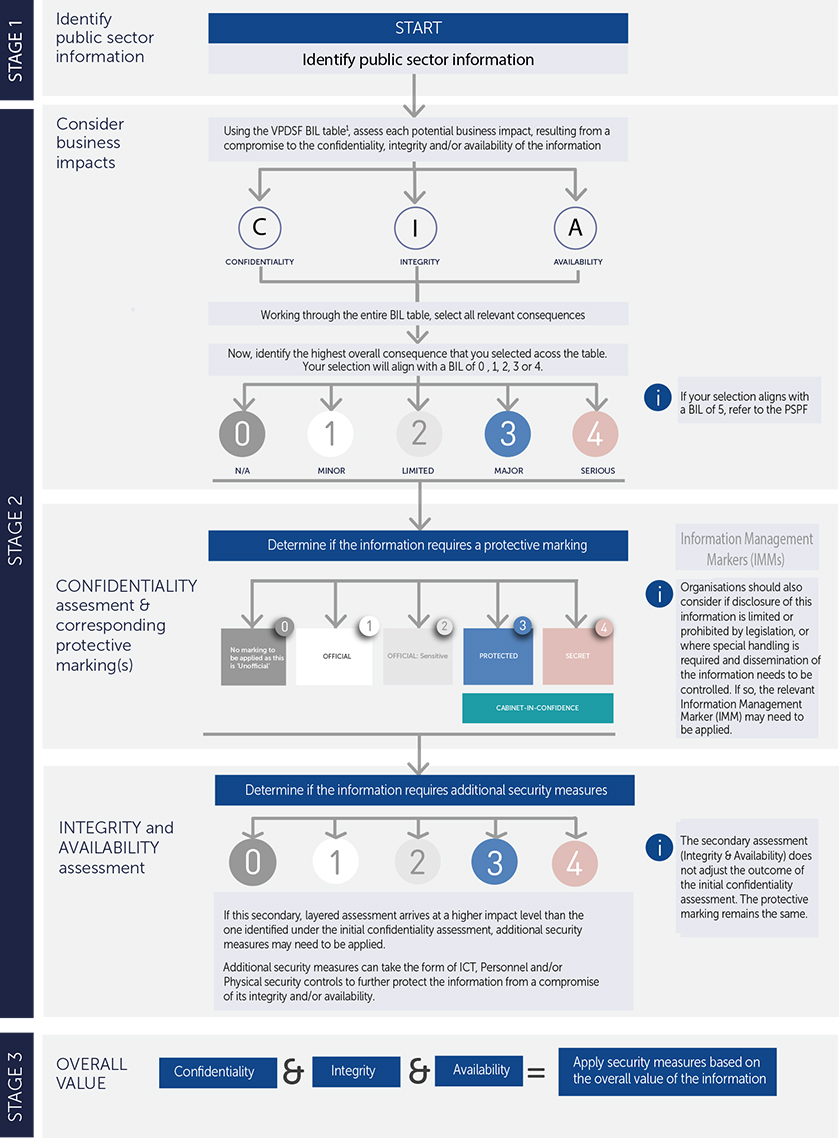 STAGE 1
Identify
public sector
information
START
Identify public sector information
STAGE 2
Consider
business
impacts
Using the VPDSF BIL table¹, assess each potential business impact, resulting from a
compromise to the confidentiality, integrity and/or availability of the information
C
I
A
CONFIDENTIALITY
INTEGRITY
AVAILABILITY
Working through the entire BIL table, select all relevant consequences
Now, identify the highest overall consequence that you selected acoss the table.
Your selection will align with a BIL of 0 , 1, 2, 3 or 4.
0
1
2
3
4
N/A
MINOR
LIMITED
MAJOR
SERIOUS
i
If your selection aligns with
a BIL of 5, refer to the PSPF
CONFIDENTIALITY
assesment &
corresponding
protective
marking(s)
Determine if the information requires a protective marking
0
1
2
3
4
No marking to
be applied as this
is 'Unofficial'
OFFICIAL
OFFICIAL: Sensitive
PROTECTED
SECRET
CABINET-IN-CONFIDENCE
Information Management
Markers (IMMs)
i
Organisations should also
consider if disclosure of this
information is limited or
prohibited by legislation, or
where special handling is
required and dissemination of
the information needs to be
controlled. If so, the relevant
Information Management
Marker (IMM) may need to
be applied.
INTEGRITY and
AVAILABILITY
assessment
Determine if the information requires additional security measures
0
1
2
3
4
If this secondary, layered assessment arrives at a higher impact level than the
one identified under the initial confidentiality assessment, additional security
measures may need to be applied.
Additional security measures can take the form of ICT, Personnel and/or
Physical security controls to further protect the information from a compromise
of its integrity and/or availability.
i
The secondary assessment
(Integrity & Availability) does
not adjust the outcome of
the initial confidentiality
assessment. The protective
marking remains the same.
STAGE 3
OVERALL
VALUE
Confidentiality
&
Integrity
&
Availability
=
Apply security measures based on
the overall value of the information